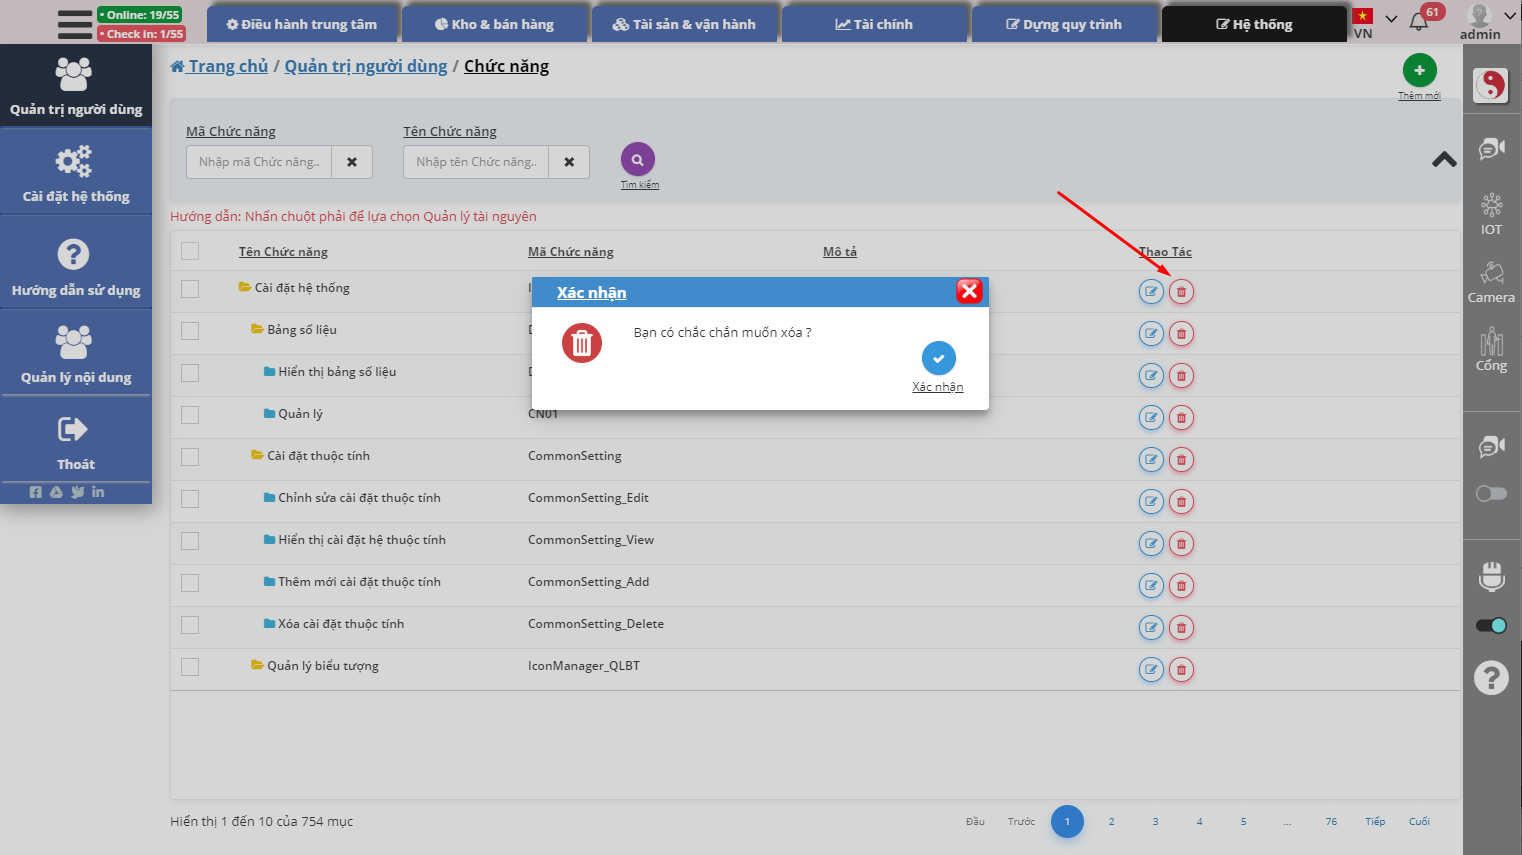 • Online: 19/55
• Check in: 1/55
Điều hành trung tâm
Kho & bán hàng
Tài sản & vận hành
Tài chính
Dựng quy trình
Hệ thống
VN
61
admin
Quản trị người dùng
Cài đặt hệ thống
Hướng dẫn sử dụng
Quản lý nội dung
Thoát
Trang chủ / Quản trị người dùng / Chức năng
Thêm mới
Mã Chức năng
Tên Chức năng
Nhập mã Chức năng..
Nhập tên Chức năng..
Tìm kiếm
Hướng dẫn: Nhấn chuột phải để lựa chọn Quản lý tài nguyên
Tên Chức năng Mã Chức năng Mô tả Thao Tác
Cài đặt hệ thống
Bảng số liệu
Hiển thị bảng số liệu
Quản lý CN01
Cài đặt thuộc tính CommonSetting
Chỉnh sửa cài đặt thuộc tính CommonSetting_Edit
Hiển thị cài đặt hệ thuộc tính CommonSetting_View
Thêm mới cài đặt thuộc tính CommonSetting_Add
Xóa cài đặt thuộc tính CommonSetting_Delete
Quản lý biểu tượng IconManager_QLBT
Xác nhận
Bạn có chắc chắn muốn xóa ?
Xác nhận
Hiển thị 1 đến 10 của 754 mục
Đầu Trước 1 2 3 4 5 ... 76 Tiếp Cuối
IOT
Camera
Cổng